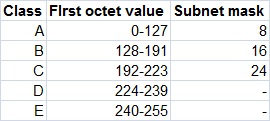 Class First octet value Subnet mask
A 0-127 8
B 128-191 16
C 192-223 24
D 224-239 -
E 240-255 -